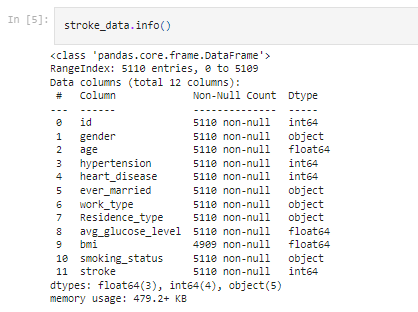 In [5]: stroke_data.info()
<class 'pandas.core.frame.DataFrame'>
RangeIndex: 5110 entries, 0 to 5109
Data columns (total 12 columns):
 #   Column             Non-Null Count  Dtype
---  ------             --------------  -----
 0   id                 5110 non-null   int64
 1   gender             5110 non-null   object
 2   age                5110 non-null   float64
 3   hypertension       5110 non-null   int64
 4   heart_disease      5110 non-null   int64
 5   ever_married       5110 non-null   object
 6   work_type          5110 non-null   object
 7   Residence_type     5110 non-null   object
 8   avg_glucose_level  5110 non-null   float64
 9   bmi                4909 non-null   float64
 10  smoking_status     5110 non-null   object
 11  stroke             5110 non-null   int64
dtypes: float64(3), int64(4), object(5)
memory usage: 479.2+ KB